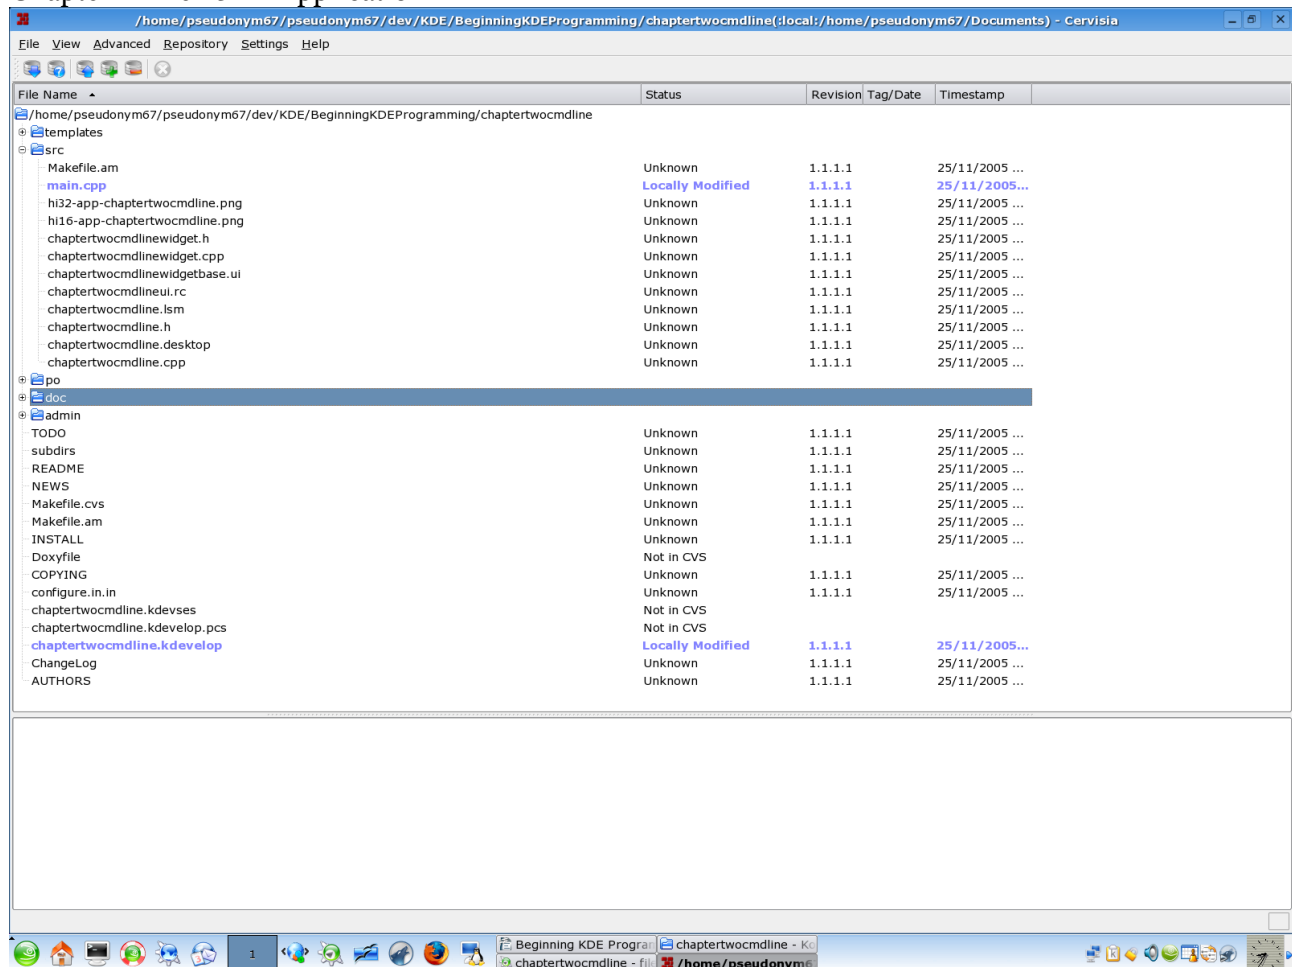 /home/pseudonym67/pseudonym67/dev/KDE/BeginningKDEProgramming/chaptertwocmdline(:local:/home/pseudonym67/Documents) - Cervisia
File View Advanced Repository Settings Help
File Name Status Revision Tag/Date Timestamp
/home/pseudonym67/pseudonym67/dev/KDE/BeginningKDEProgramming/chaptertwocmdline
templates
src
Makefile.am Unknown 1.1.1.1 25/11/2005 ...
main.cpp Locally Modified 1.1.1.1 25/11/2005...
hi32-app-chaptertwocmdline.png Unknown 1.1.1.1 25/11/2005 ...
hi16-app-chaptertwocmdline.png Unknown 1.1.1.1 25/11/2005 ...
chaptertwocmdlinewidget.h Unknown 1.1.1.1 25/11/2005 ...
chaptertwocmdlinewidget.cpp Unknown 1.1.1.1 25/11/2005 ...
chaptertwocmdlinewidgetbase.ui Unknown 1.1.1.1 25/11/2005 ...
chaptertwocmdlineui.rc Unknown 1.1.1.1 25/11/2005 ...
chaptertwocmdline.lsm Unknown 1.1.1.1 25/11/2005 ...
chaptertwocmdline.h Unknown 1.1.1.1 25/11/2005 ...
chaptertwocmdline.desktop Unknown 1.1.1.1 25/11/2005 ...
chaptertwocmdline.cpp Unknown 1.1.1.1 25/11/2005 ...
po
doc
admin
TODO Unknown 1.1.1.1 25/11/2005 ...
subdirs Unknown 1.1.1.1 25/11/2005 ...
README Unknown 1.1.1.1 25/11/2005 ...
NEWS Unknown 1.1.1.1 25/11/2005 ...
Makefile.cvs Unknown 1.1.1.1 25/11/2005 ...
Makefile.am Unknown 1.1.1.1 25/11/2005 ...
INSTALL Unknown 1.1.1.1 25/11/2005 ...
Doxyfile Not in CVS
COPYING Unknown 1.1.1.1 25/11/2005 ...
configure.in.in Unknown 1.1.1.1 25/11/2005 ...
chaptertwocmdline.kdevses Not in CVS
chaptertwocmdline.kdevelop.pcs Not in CVS
chaptertwocmdline.kdevelop Locally Modified 1.1.1.1 25/11/2005...
ChangeLog Unknown 1.1.1.1 25/11/2005 ...
AUTHORS Unknown 1.1.1.1 25/11/2005 ...
1
Beginning KDE Program chaptertwocmdline - Ko
chaptertwocmdline - file /home/pseudonym6